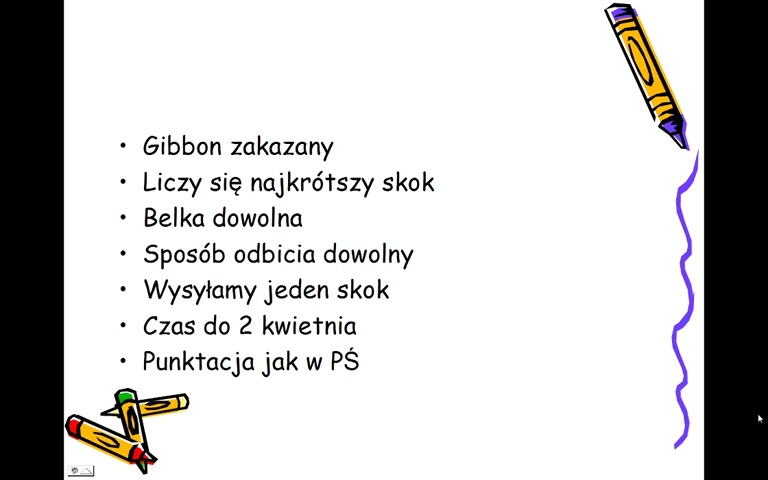 • Gibbon zakazany
• Liczy się najkrótszy skok
• Belka dowolna
• Sposób odbicia dowolny
• Wysyłamy jeden skok
• Czas do 2 kwietnia
• Punktacja jak w PŚ